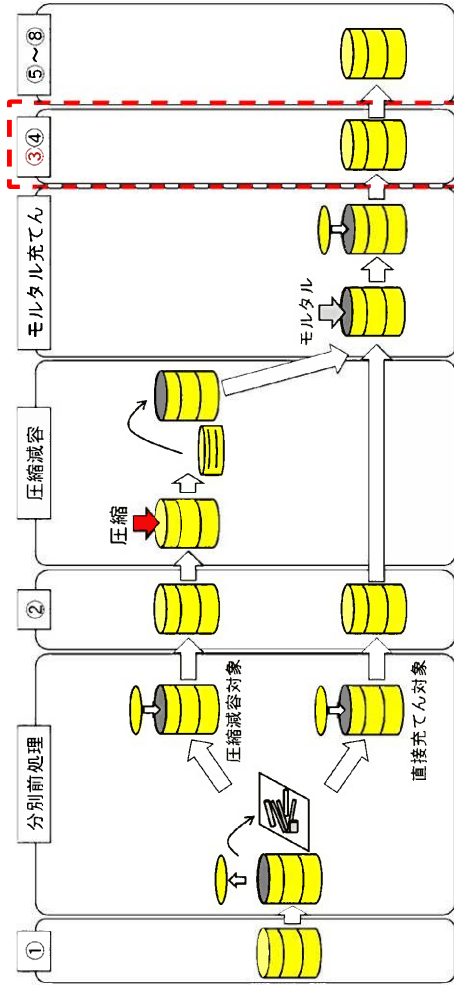 ①
分別前処理
圧縮減容対象
直接充てん対象
②
圧縮減容
圧縮
モルタル充てん
モルタル
③④
⑤～⑧